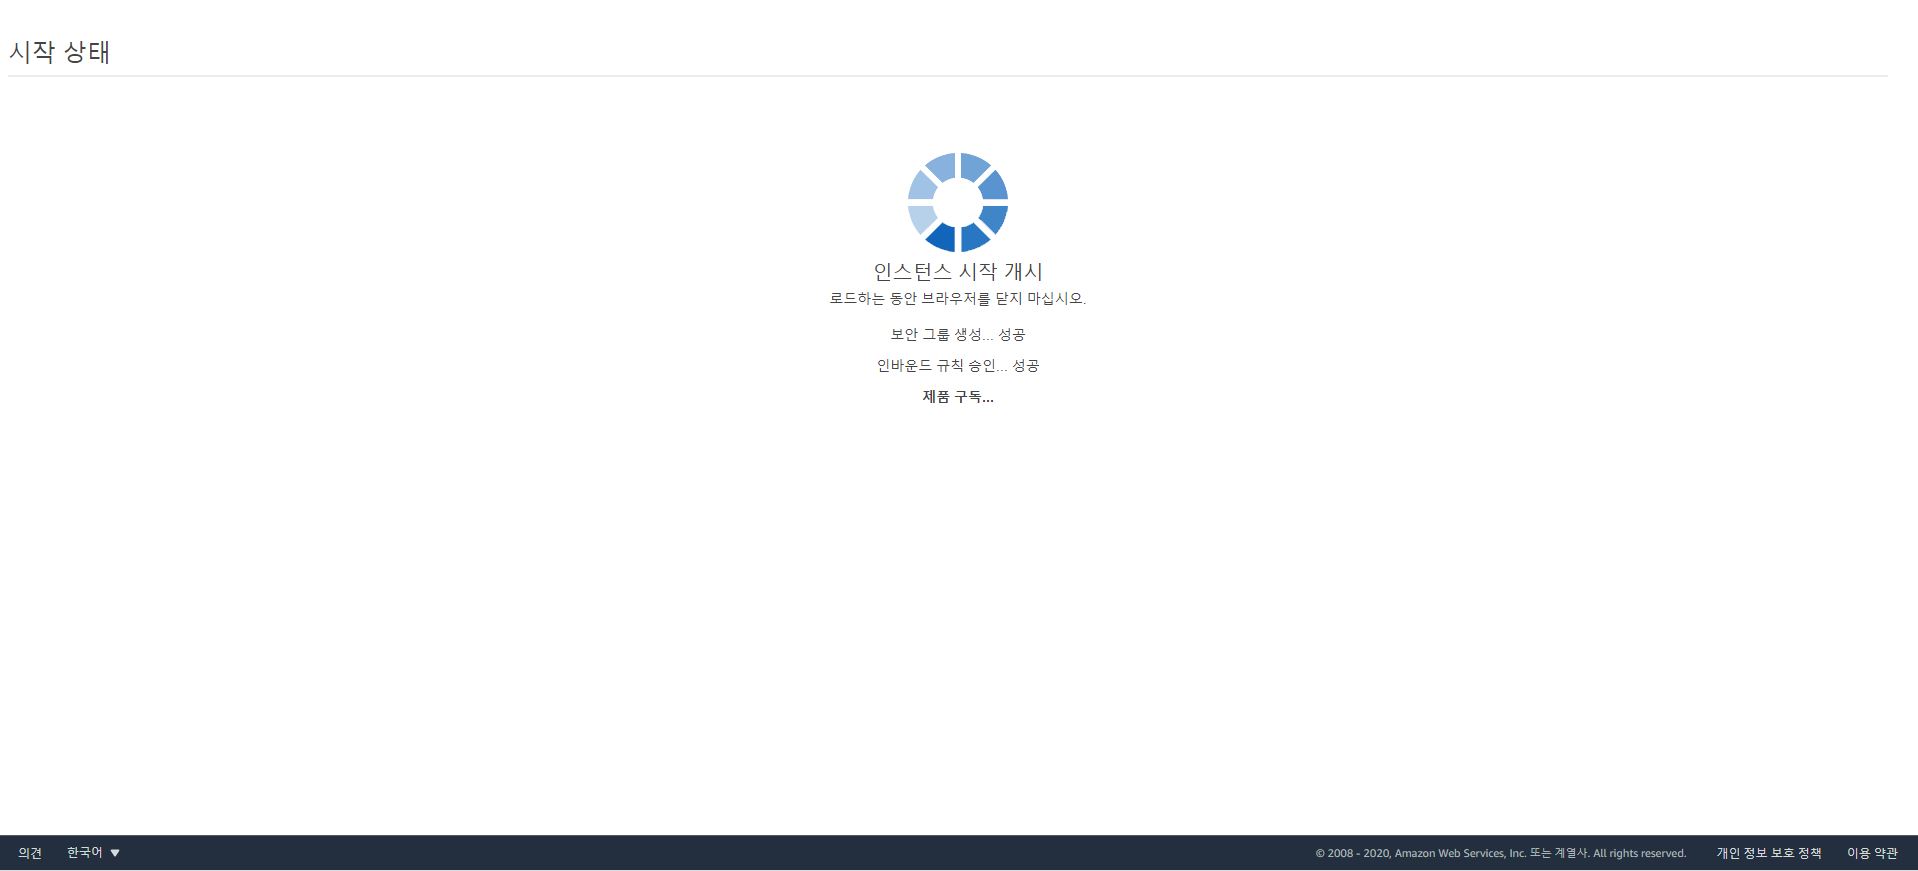 시작 상태
인스턴스 시작 개시
로드하는 동안 브라우저를 닫지 마십시오.
보안 그룹 생성... 성공
인바운드 규칙 승인... 성공
제품 구독...
의견 한국어 © 2008 - 2020, Amazon Web Services, Inc. 또는 계열사. All rights reserved. 개인 정보 보호 정책 이용 약관